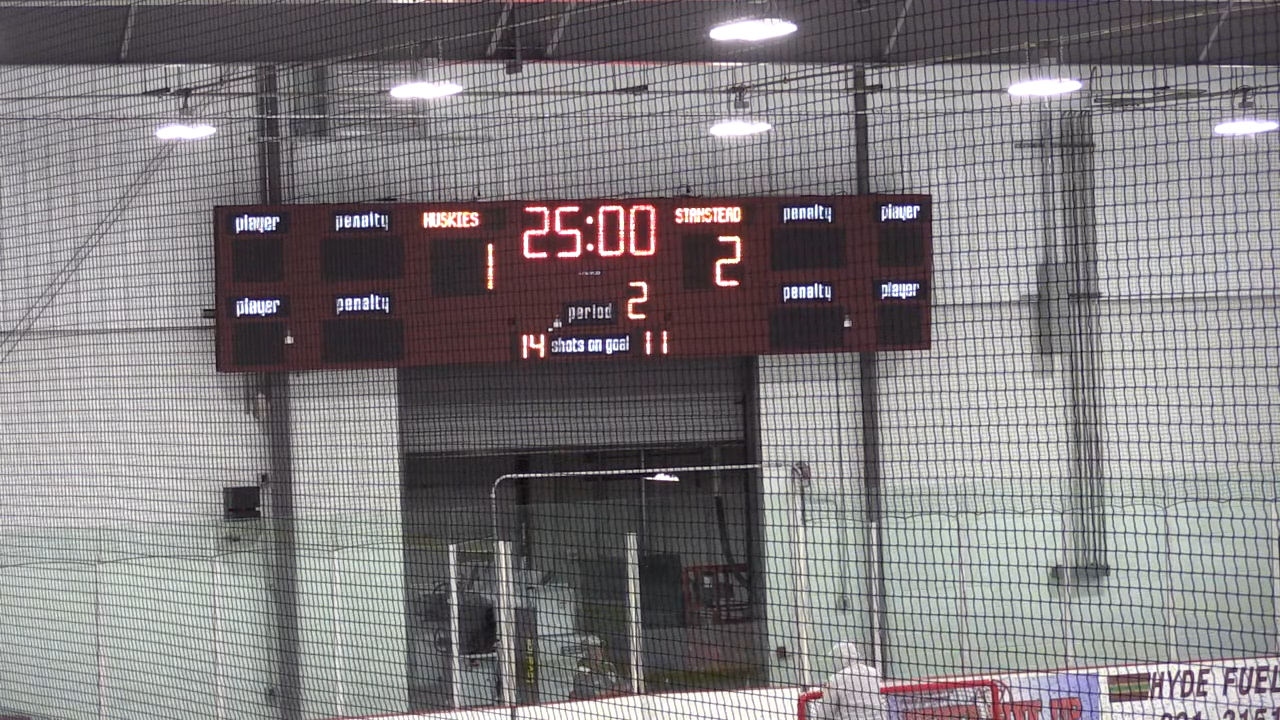 player penalty HUSKIES 25:00 STANSTEAD penalty player
1 2
player penalty period 2 penalty player
14 shots on goal 11
HYDE FUEL